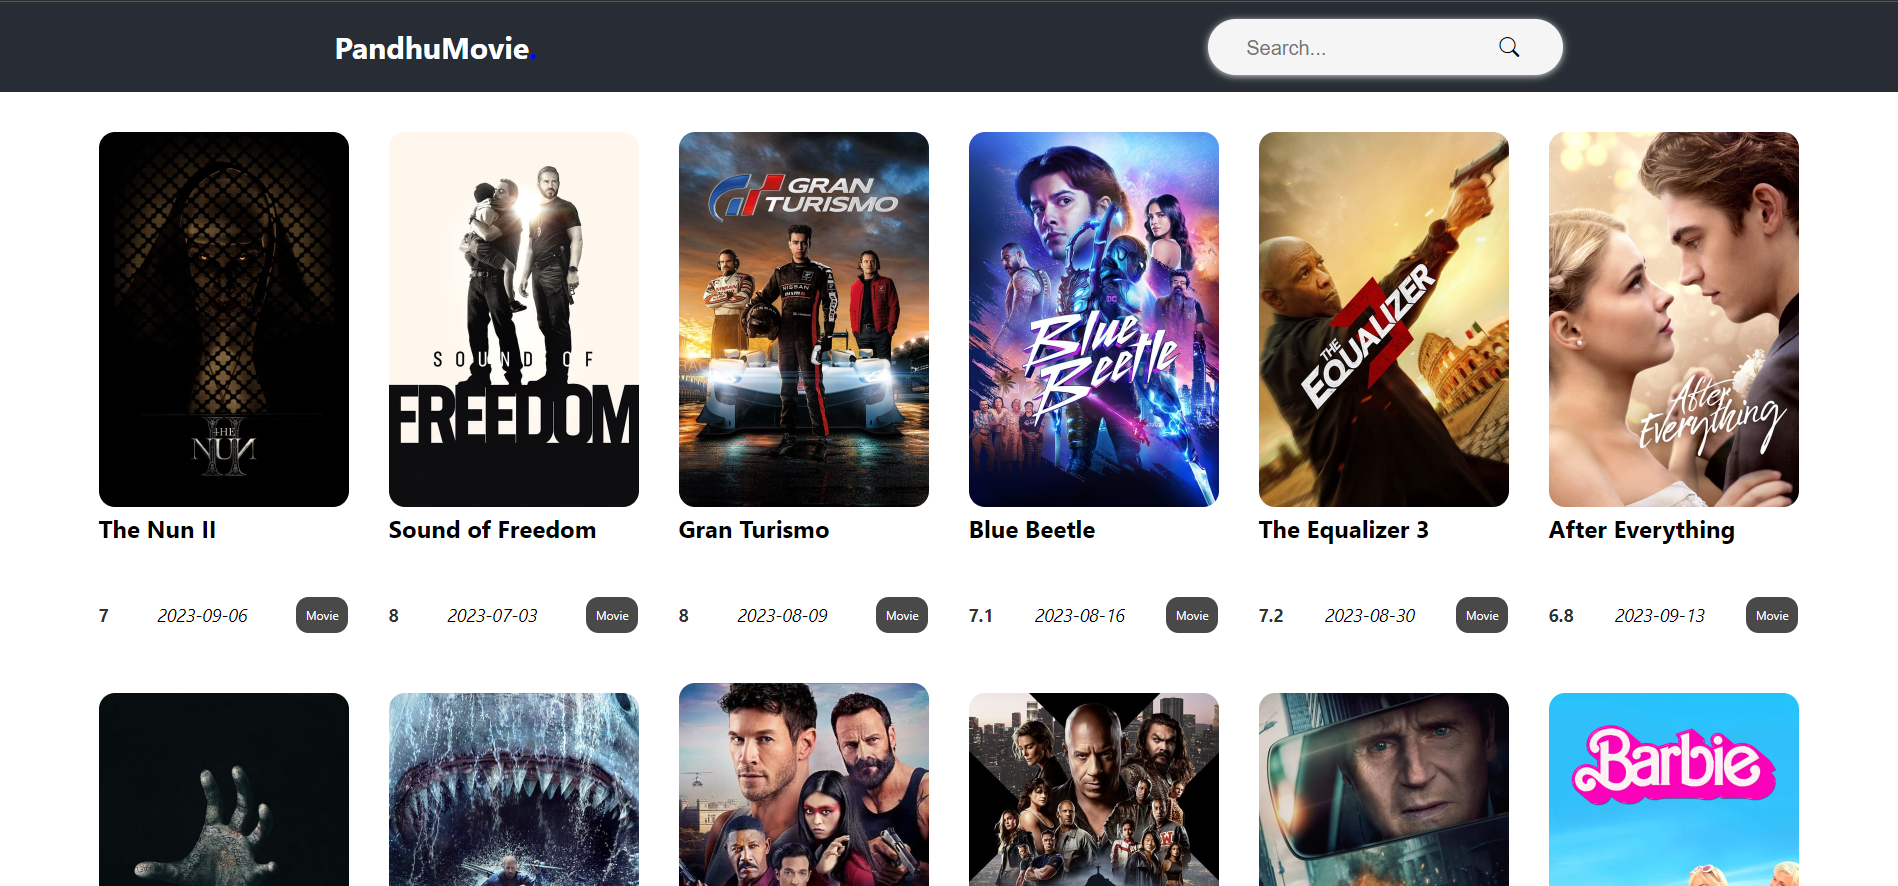 PandhuMovie.
Search...
THE
II
NUN
SOUND OF
FREEDOM
GRAN
TURISMO
NISSAN
DC
Blue
Beetle
THE
EQUALIZER
3
After
Everything
The Nun II
Sound of Freedom
Gran Turismo
Blue Beetle
The Equalizer 3
After Everything
7 2023-09-06 Movie
8 2023-07-03 Movie
8 2023-08-09 Movie
7.1 2023-08-16 Movie
7.2 2023-08-30 Movie
6.8 2023-09-13 Movie
Barbie